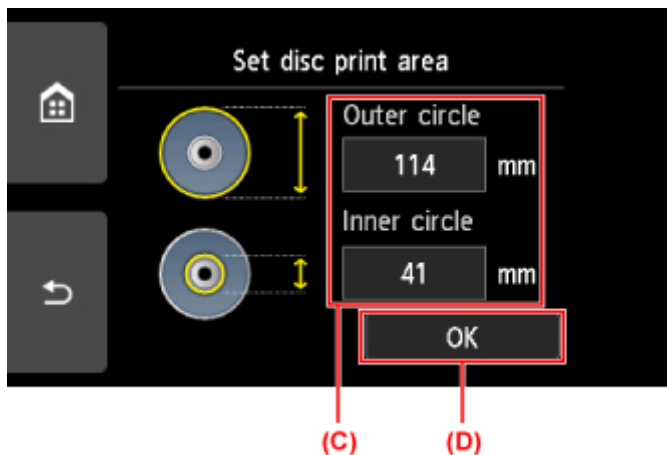 Set disc print area
Outer circle
114 mm
Inner circle
41 mm
OK
(C) (D)